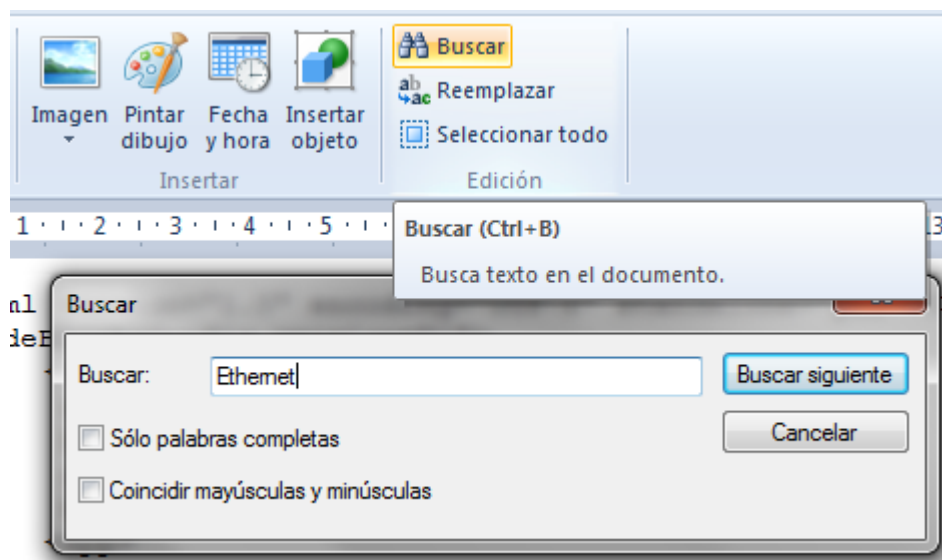 Buscar
Reemplazar
Seleccionar todo
Imagen Pintar dibujo Fecha y hora Insertar objeto
Insertar
Edición
1 · 2 · 3 · 4 · 5
13
Buscar (Ctrl+B)
Busca texto en el documento.
Buscar
Buscar: Ethernet
Buscar siguiente
Sólo palabras completas
Cancelar
Coincidir mayúsculas y minúsculas